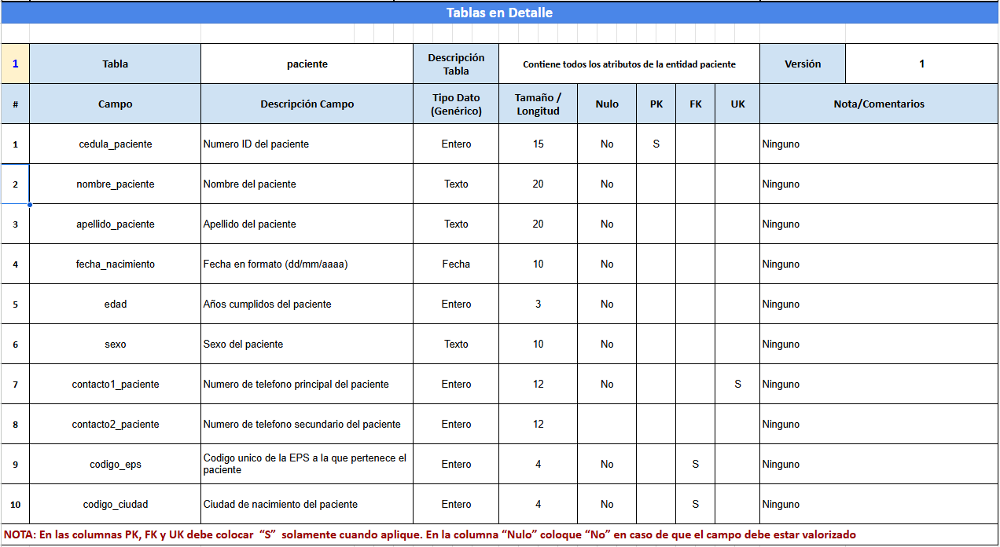 Tablas en Detalle
1 Tabla paciente Descripción Tabla Contiene todos los atributos de la entidad paciente Versión 1
# Campo Descripción Campo Tipo Dato (Genérico) Tamaño / Longitud Nulo PK FK UK Nota/Comentarios
1 cedula_paciente Numero ID del paciente Entero 15 No S Ninguno
2 nombre_paciente Nombre del paciente Texto 20 No Ninguno
3 apellido_paciente Apellido del paciente Texto 20 No Ninguno
4 fecha_nacimiento Fecha en formato (dd/mm/aaaa) Fecha 10 No Ninguno
5 edad Años cumplidos del paciente Entero 3 No Ninguno
6 sexo Sexo del paciente Texto 10 No Ninguno
7 contacto1_paciente Numero de telefono principal del paciente Entero 12 No S Ninguno
8 contacto2_paciente Numero de telefono secundario del paciente Entero 12 Ninguno
9 codigo_eps Codigo unico de la EPS a la que pertenece el paciente Entero 4 No S Ninguno
10 codigo_ciudad Ciudad de nacimiento del paciente Entero 4 No S Ninguno
NOTA: En las columnas PK, FK y UK debe colocar “S” solamente cuando aplique. En la columna “Nulo” coloque “No” en caso de que el campo debe estar valorizado